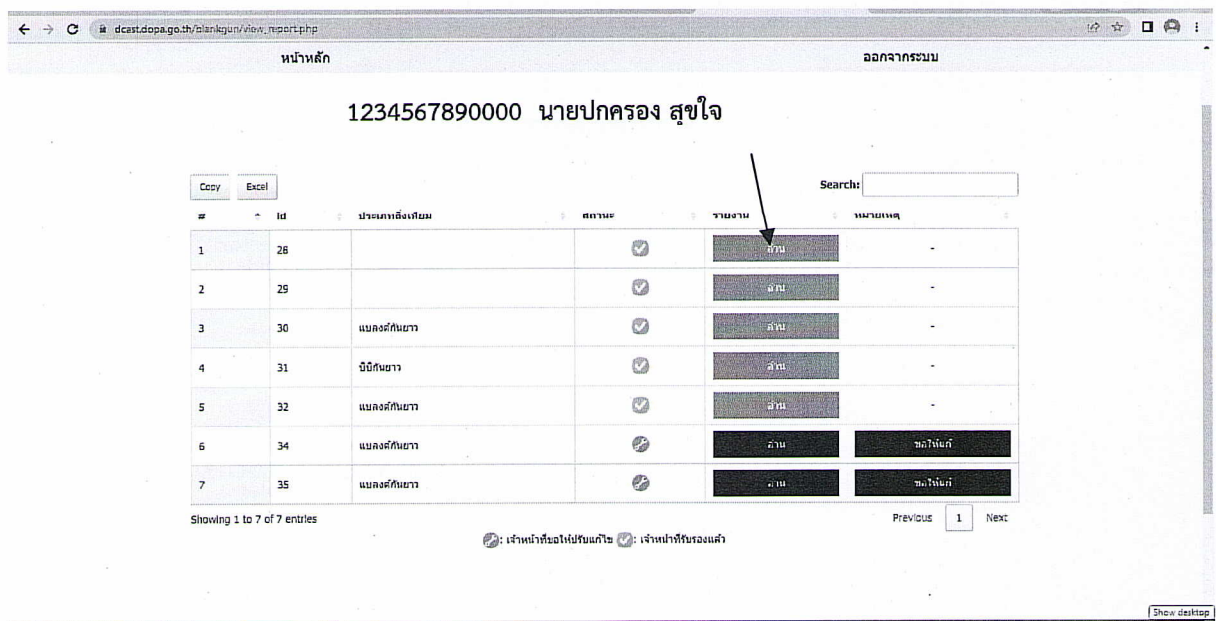 dcast.dopa.go.th/blankgun/view_report.php
หน้าหลัก ออกจากระบบ
1234567890000 นายปกครอง สุขใจ
Copy Excel Search:
# Id ประเภทสิ่งเทียม สถานะ รายงาน หมายเหตุ
1 28 อ่าน -
2 29 อ่าน -
3 30 แบลงค์กันยาว อ่าน -
4 31 บีบีกันยาว อ่าน -
5 32 แบลงค์กันยาว อ่าน -
6 34 แบลงค์กันยาว อ่าน ขอให้แก้
7 35 แบลงค์กันยาว อ่าน ขอให้แก้
Showing 1 to 7 of 7 entries Previous 1 Next
: เจ้าหน้าที่ขอให้ปรับแก้ไข : เจ้าหน้าที่รับรองแล้ว
Show desktop